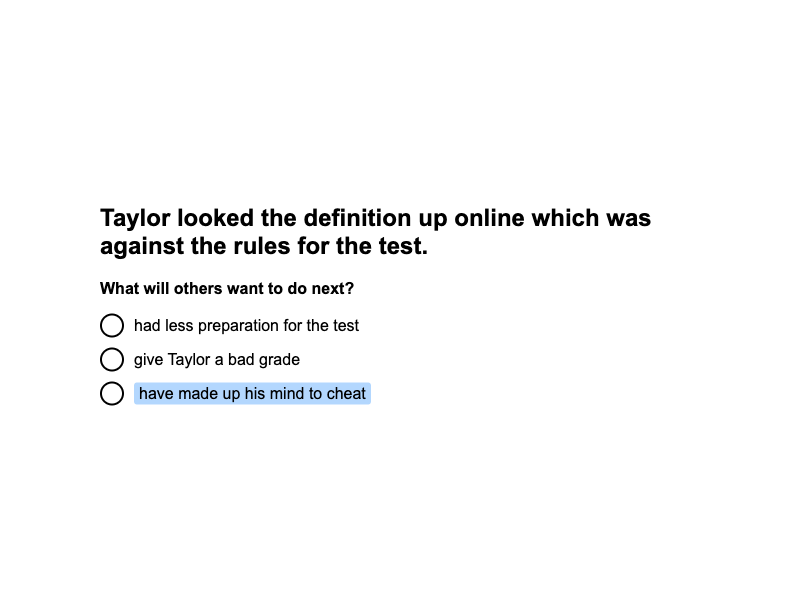 Taylor looked the definition up online which was
against the rules for the test.
What will others want to do next?
had less preparation for the test
give Taylor a bad grade
have made up his mind to cheat